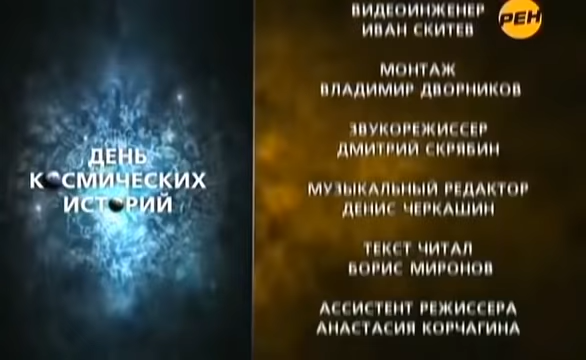 ДЕНЬ
КОСМИЧЕСКИХ
ИСТОРИЙ
ВИДЕОИНЖЕНЕР
ИВАН СКИТЕВ
РЕН
МОНТАЖ
ВЛАДИМИР ДВОРНИКОВ
ЗВУКОРЕЖИССЕР
ДМИТРИЙ СКРЯБИН
МУЗЫКАЛЬНЫЙ РЕДАКТОР
ДЕНИС ЧЕРКАШИН
ТЕКСТ ЧИТАЛ
БОРИС МИРОНОВ
АССИСТЕНТ РЕЖИССЕРА
АНАСТАСИЯ КОРЧАГИНА